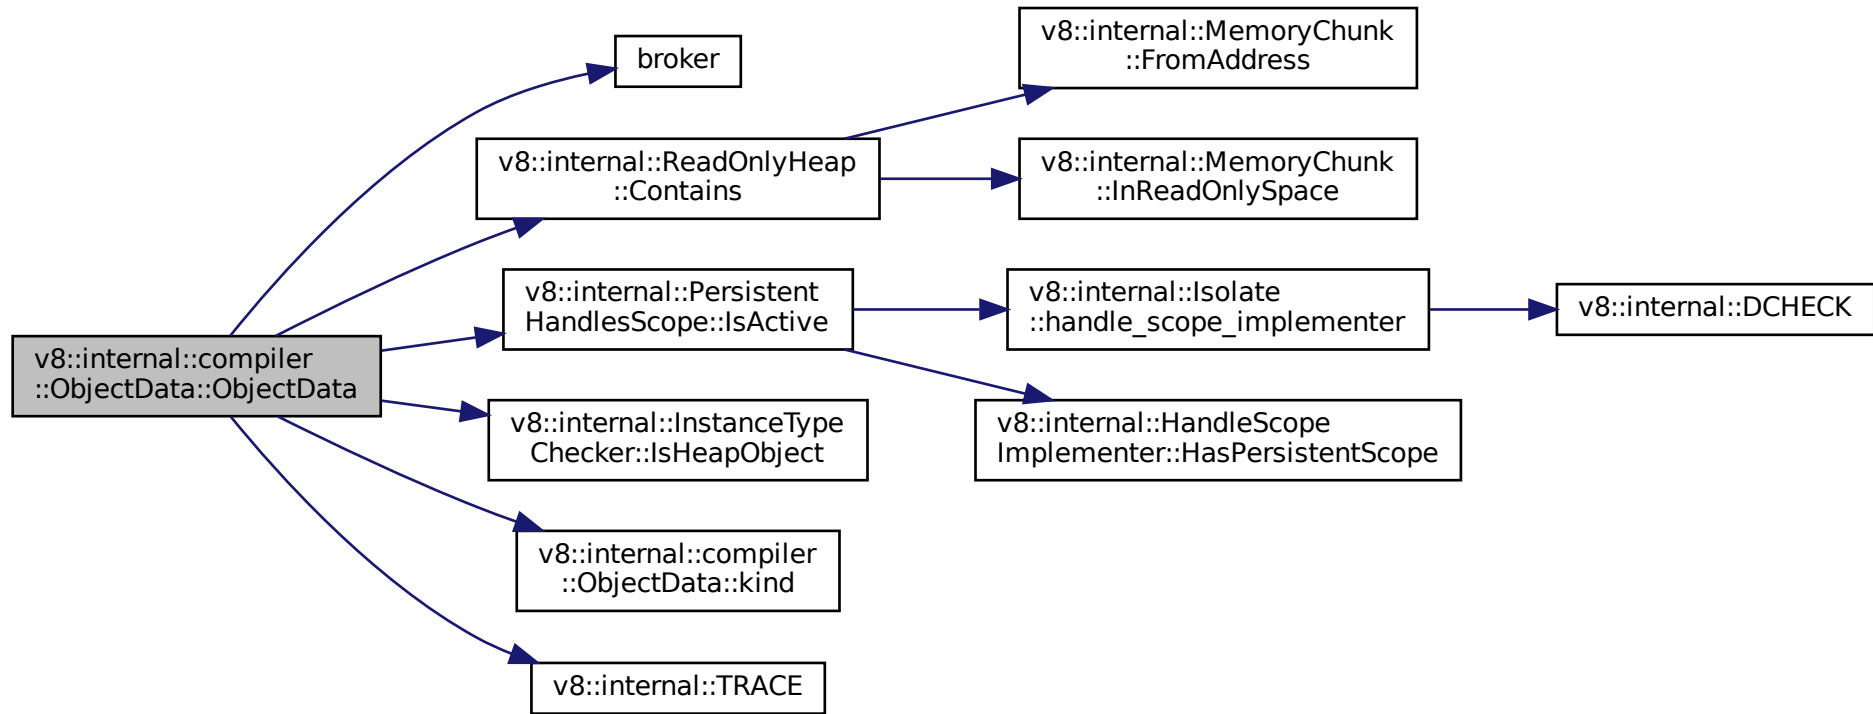 v8::internal::MemoryChunk
::FromAddress
broker
v8::internal::ReadOnlyHeap
::Contains
v8::internal::MemoryChunk
::InReadOnlySpace
v8::internal::Persistent
HandlesScope::IsActive
v8::internal::Isolate
::handle_scope_implementer
v8::internal::DCHECK
v8::internal::compiler
::ObjectData::ObjectData
v8::internal::InstanceType
Checker::IsHeapObject
v8::internal::HandleScope
Implementer::HasPersistentScope
v8::internal::compiler
::ObjectData::kind
v8::internal::TRACE